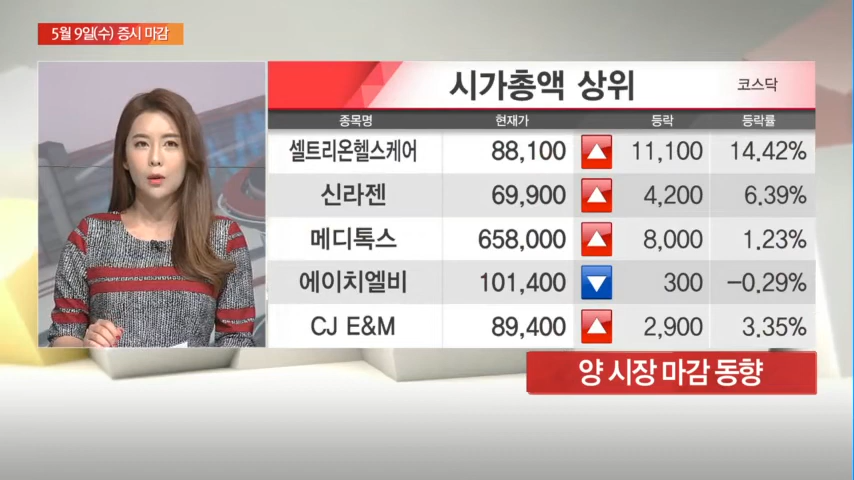 5월 9일(수) 증시 마감
시가총액 상위 코스닥
종목명 현재가 등락 등락률
셀트리온헬스케어 88,100 11,100 14.42%
신라젠 69,900 4,200 6.39%
메디톡스 658,000 8,000 1.23%
에이치엘비 101,400 300 -0.29%
CJ E&M 89,400 2,900 3.35%
양 시장 마감 동향